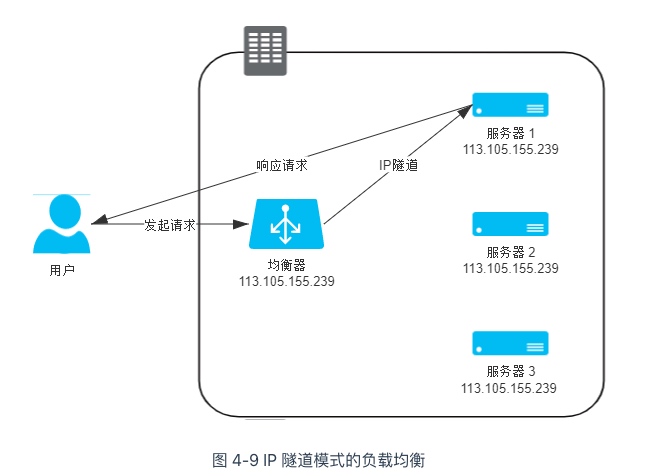 服务器 1
113.105.155.239
响应请求
IP隧道
发起请求
用户
均衡器
113.105.155.239
服务器 2
113.105.155.239
服务器 3
113.105.155.239
图 4-9 IP 隧道模式的负载均衡